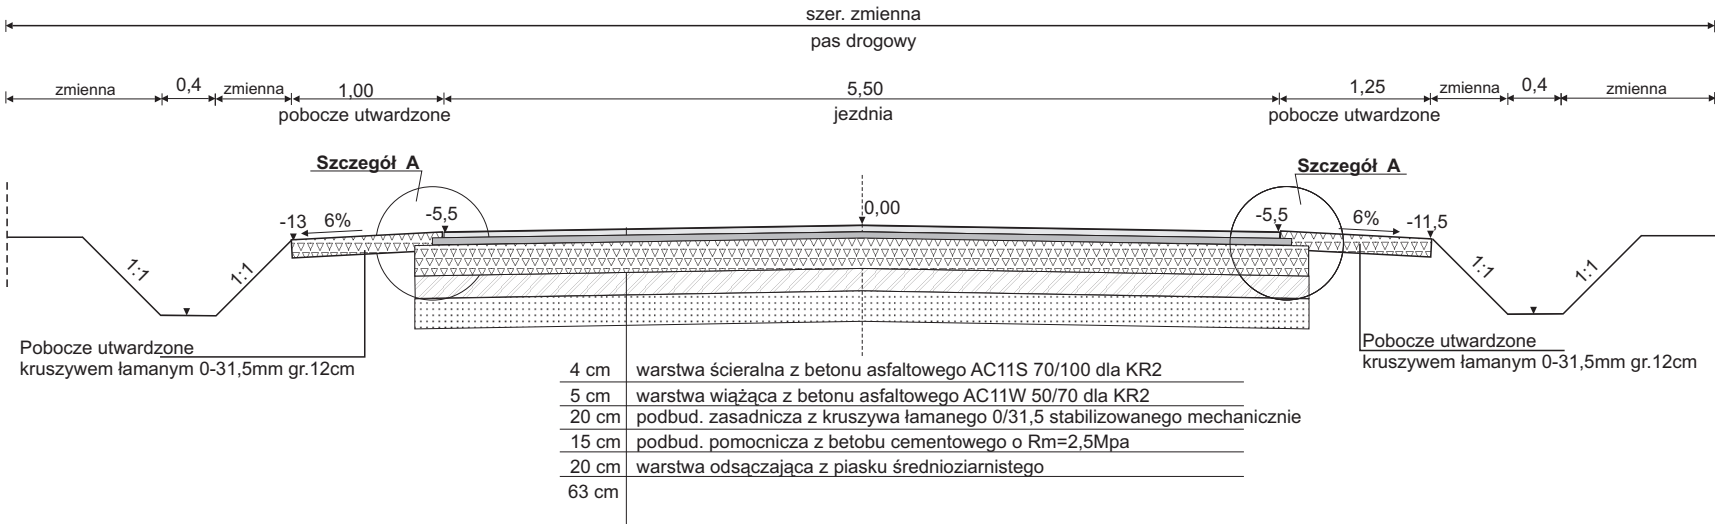 szer. zmienna
pas drogowy
zmienna 0,4 zmienna 1,00 5,50 1,25 zmienna 0,4 zmienna
pobocze utwardzone jezdnia pobocze utwardzone
Szczegół A Szczegół A
-13 6% -5,5 0,00 -5,5 6% -11,5
1:1 1:1 1:1 1:1
Pobocze utwardzone
kruszywem łamanym 0-31,5mm gr.12cm
Pobocze utwardzone
kruszywem łamanym 0-31,5mm gr.12cm
4 cm warstwa ścieralna z betonu asfaltowego AC11S 70/100 dla KR2
5 cm warstwa wiążąca z betonu asfaltowego AC11W 50/70 dla KR2
20 cm podbud. zasadnicza z kruszywa łamanego 0/31,5 stabilizowanego mechanicznie
15 cm podbud. pomocnicza z betobu cementowego o Rm=2,5Mpa
20 cm warstwa odsączająca z piasku średnioziarnistego
63 cm